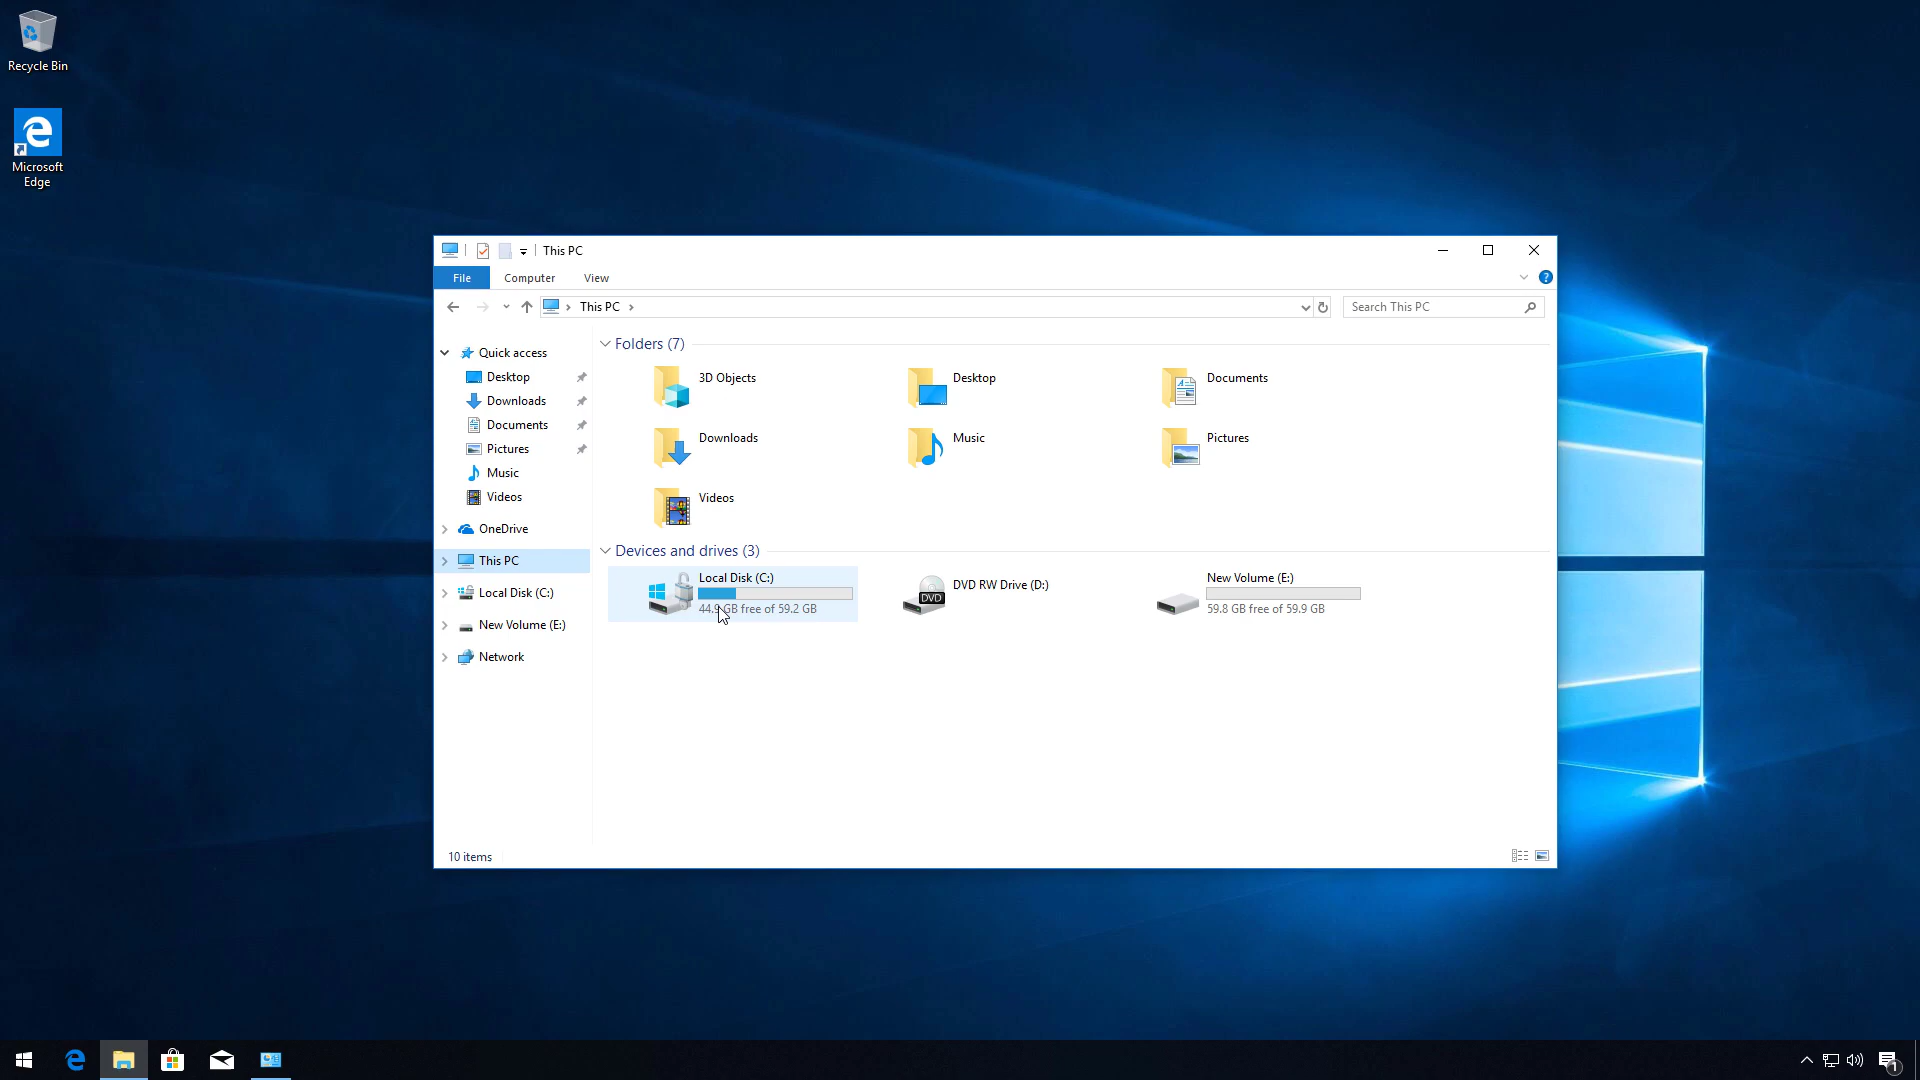 Recycle Bin
Microsoft
Edge
This PC
File Computer View
This PC
Search This PC
Quick access
Desktop
Downloads
Documents
Pictures
Music
Videos
OneDrive
This PC
Local Disk (C:)
New Volume (E:)
Network
Folders (7)
3D Objects
Desktop
Documents
Downloads
Music
Pictures
Videos
Devices and drives (3)
Local Disk (C:)
44.9 GB free of 59.2 GB
DVD RW Drive (D:)
DVD
New Volume (E:)
59.8 GB free of 59.9 GB
10 items
1